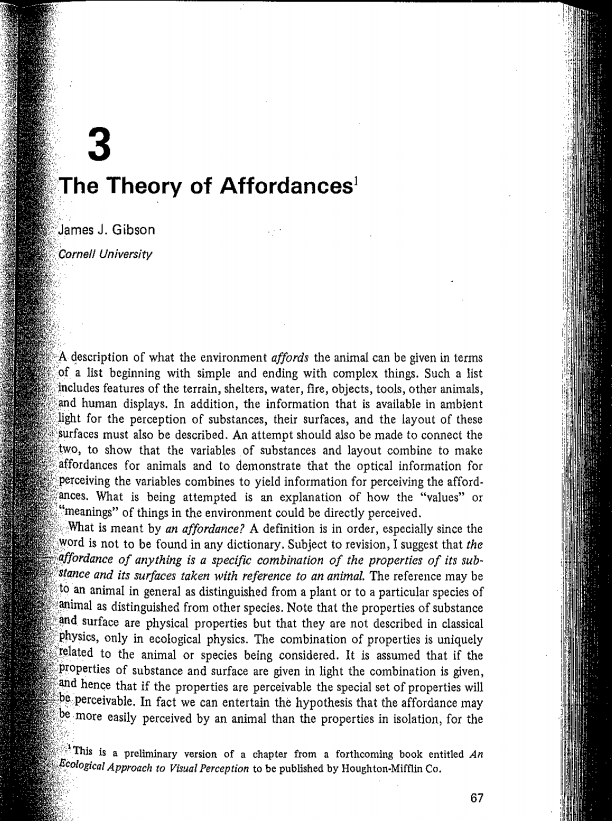 3
The Theory of Affordances¹
James J. Gibson
Cornell University
A description of what the environment affords the animal can be given in terms
of a list beginning with simple and ending with complex things. Such a list
includes features of the terrain, shelters, water, fire, objects, tools, other animals,
and human displays. In addition, the information that is available in ambient
light for the perception of substances, their surfaces, and the layout of these
surfaces must also be described. An attempt should also be made to connect the
two, to show that the variables of substances and layout combine to make
affordances for animals and to demonstrate that the optical information for
perceiving the variables combines to yield information for perceiving the afford-
ances. What is being attempted is an explanation of how the “values” or
“meanings” of things in the environment could be directly perceived.
What is meant by an affordance? A definition is in order, especially since the
word is not to be found in any dictionary. Subject to revision, I suggest that the
affordance of anything is a specific combination of the properties of its sub-
stance and its surfaces taken with reference to an animal. The reference may be
to an animal in general as distinguished from a plant or to a particular species of
animal as distinguished from other species. Note that the properties of substance
and surface are physical properties but that they are not described in classical
physics, only in ecological physics. The combination of properties is uniquely
related to the animal or species being considered. It is assumed that if the
properties of substance and surface are given in light the combination is given,
and hence that if the properties are perceivable the special set of properties will
be perceivable. In fact we can entertain the hypothesis that the affordance may
be more easily perceived by an animal than the properties in isolation, for the
¹This is a preliminary version of a chapter from a forthcoming book entitled An
Ecological Approach to Visual Perception to be published by Houghton-Mifflin Co.
67